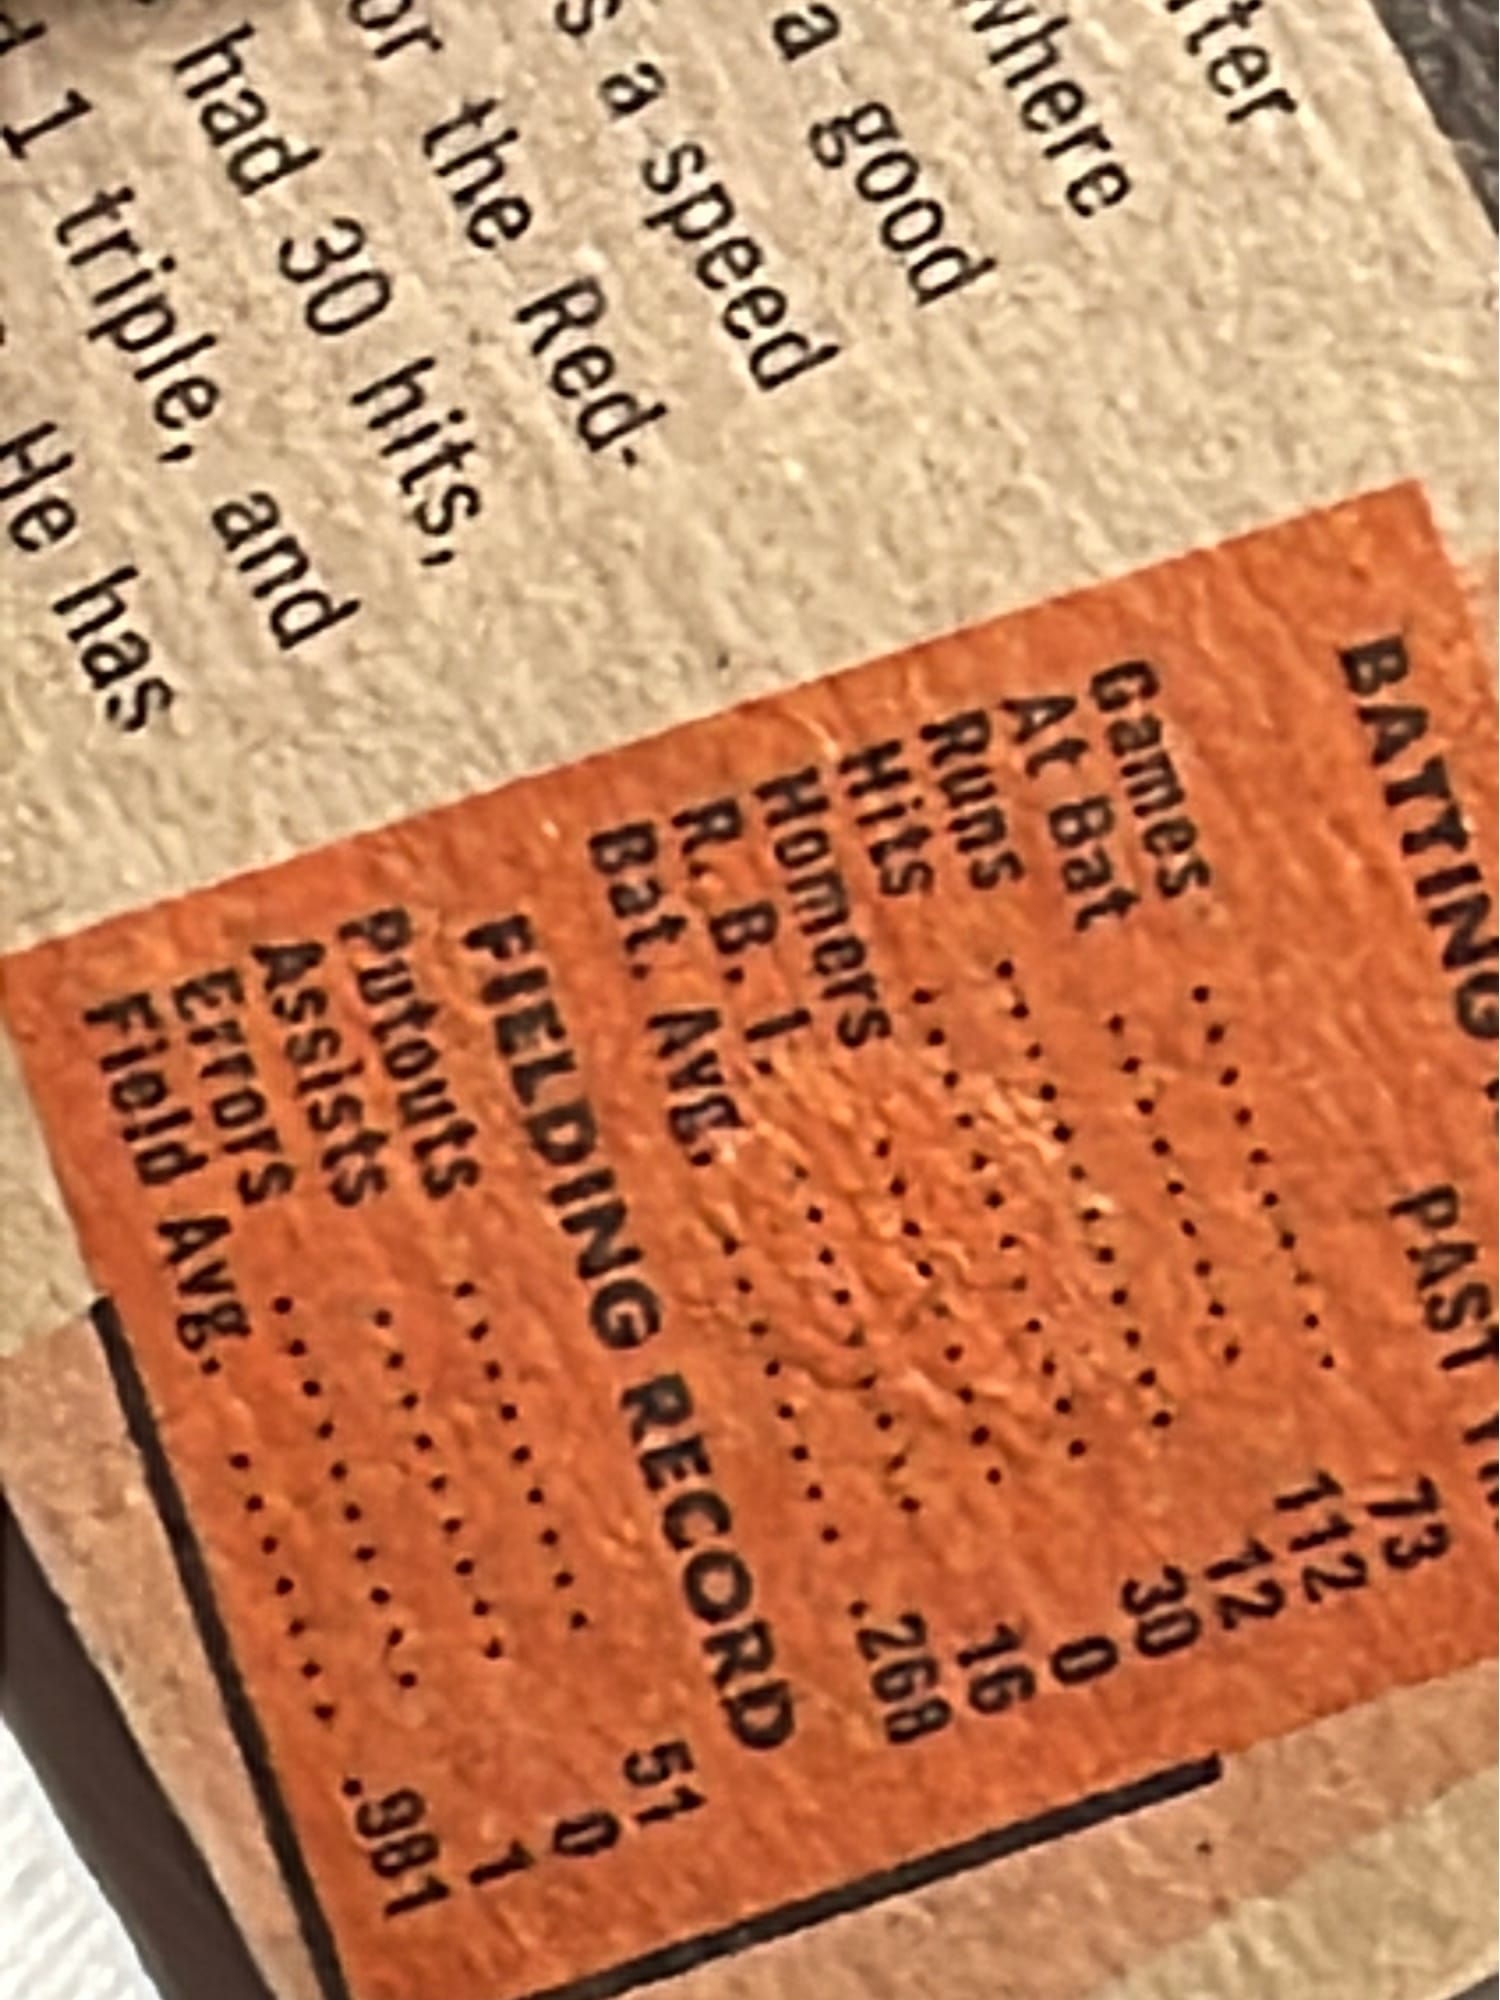 where
a good
a speed
the Red-
had 30 hits,
1 triple, and
He has
BATTING
PAST
Games 73
At Bat 112
Runs 12
Hits 30
Homers 0
R. B. I. 16
Bat. Avg. .268
FIELDING RECORD
Putouts 51
Assists 0
Errors 1
Field Avg. .981